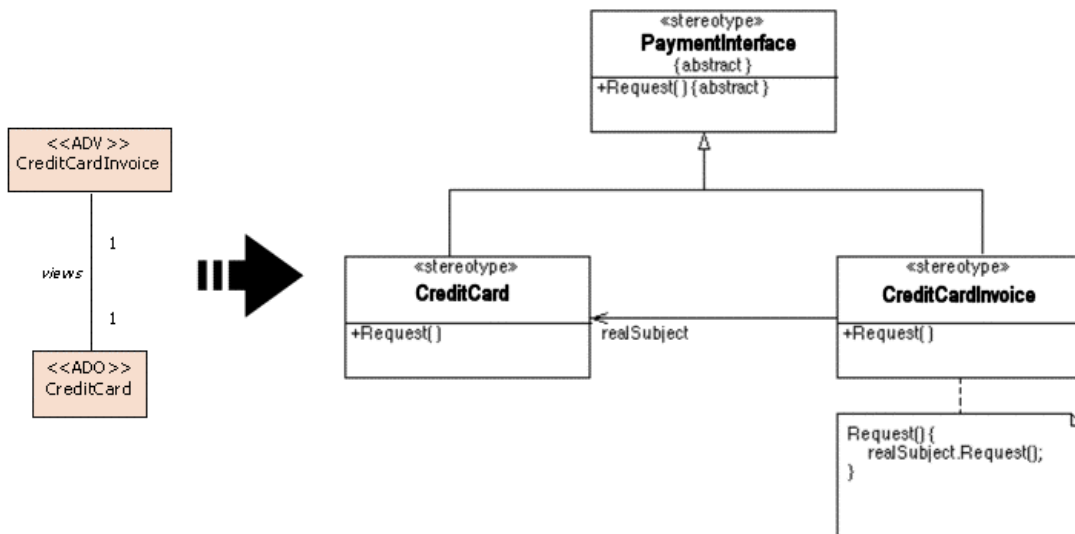 <<ADV>>
CreditCardInvoice
1
views
1
<<ADO>>
CreditCard
«stereotype»
PaymentInterface
{abstract}
+Request(){abstract}
«stereotype»
CreditCard
+Request()
realSubject
«stereotype»
CreditCardInvoice
+Request()
Request(){
realSubject.Request();
}